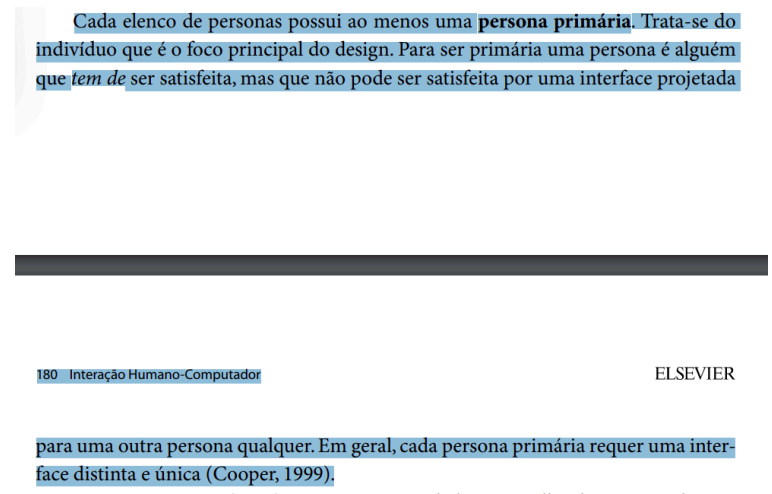 Cada elenco de personas possui ao menos uma persona primária. Trata-se do
indivíduo que é o foco principal do design. Para ser primária uma persona é alguém
que tem de ser satisfeita, mas que não pode ser satisfeita por uma interface projetada
180 Interação Humano-Computador
ELSEVIER
para uma outra persona qualquer. Em geral, cada persona primária requer uma inter-
face distinta e única (Cooper, 1999).